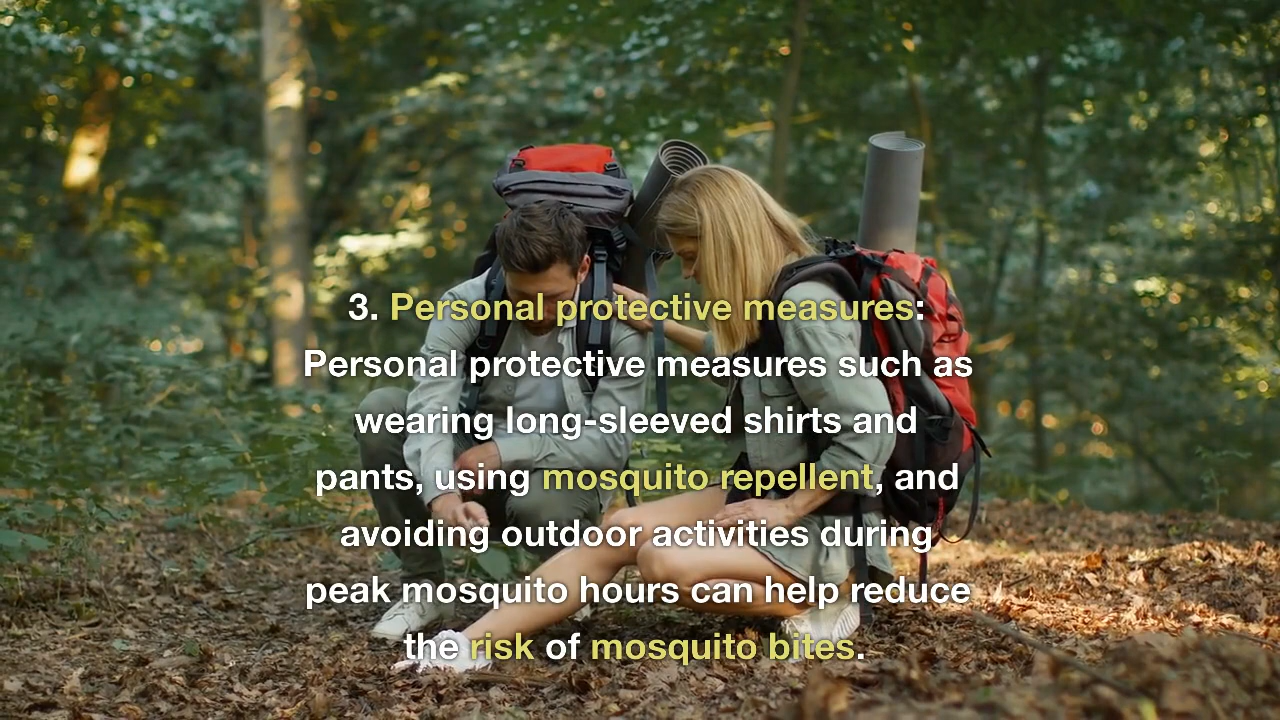 3. Personal protective measures:
Personal protective measures such as
wearing long-sleeved shirts and
pants, using mosquito repellent, and
avoiding outdoor activities during
peak mosquito hours can help reduce
the risk of mosquito bites.